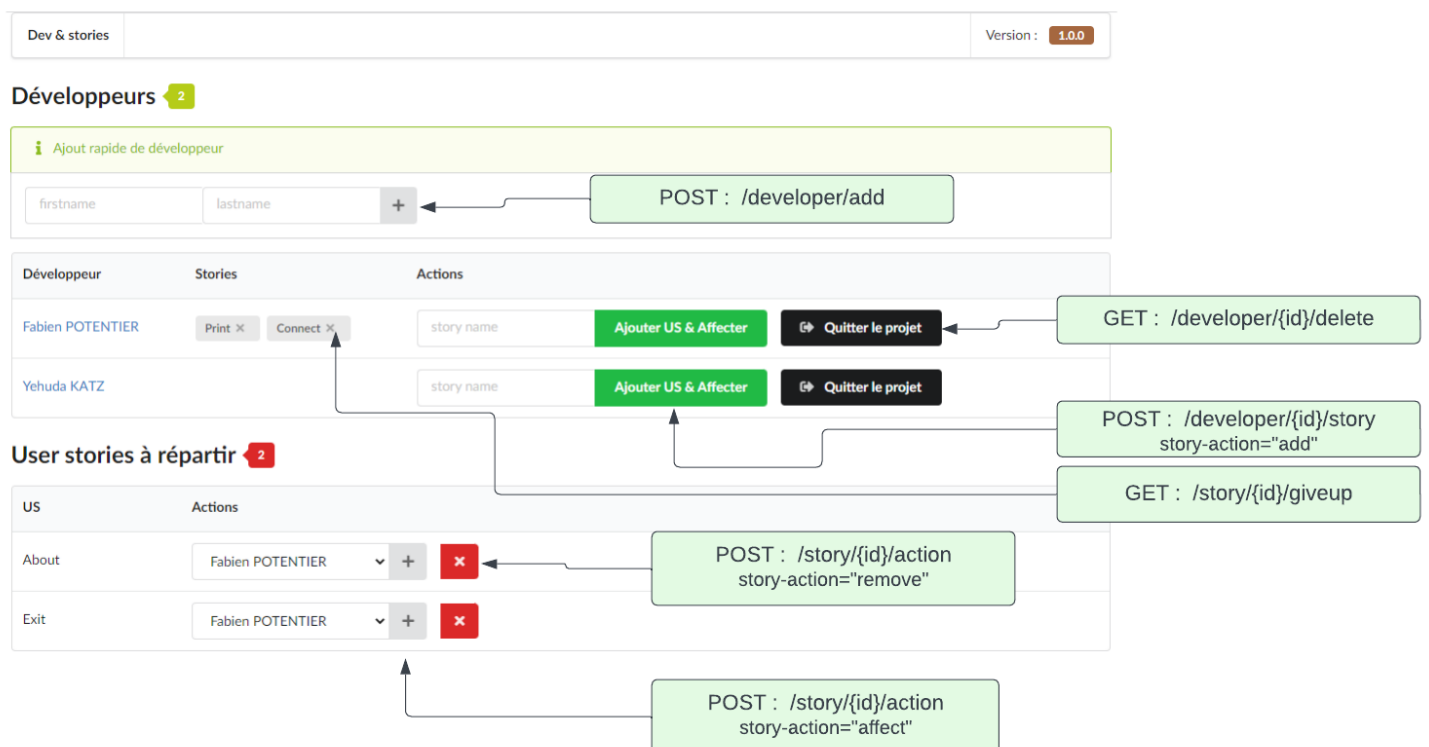 Dev & stories
Version : 1.0.0
Développeurs 2
Ajout rapide de développeur
firstname lastname +
POST : /developer/add
Développeur Stories Actions
Fabien POTENTIER Print × Connect × story name Ajouter US & Affecter Quitter le projet
GET : /developer/{id}/delete
Yehuda KATZ story name Ajouter US & Affecter Quitter le projet
POST : /developer/{id}/story
story-action="add"
User stories à répartir 2
GET : /story/{id}/giveup
US Actions
About Fabien POTENTIER + ×
POST : /story/{id}/action
story-action="remove"
Exit Fabien POTENTIER + ×
POST : /story/{id}/action
story-action="affect"